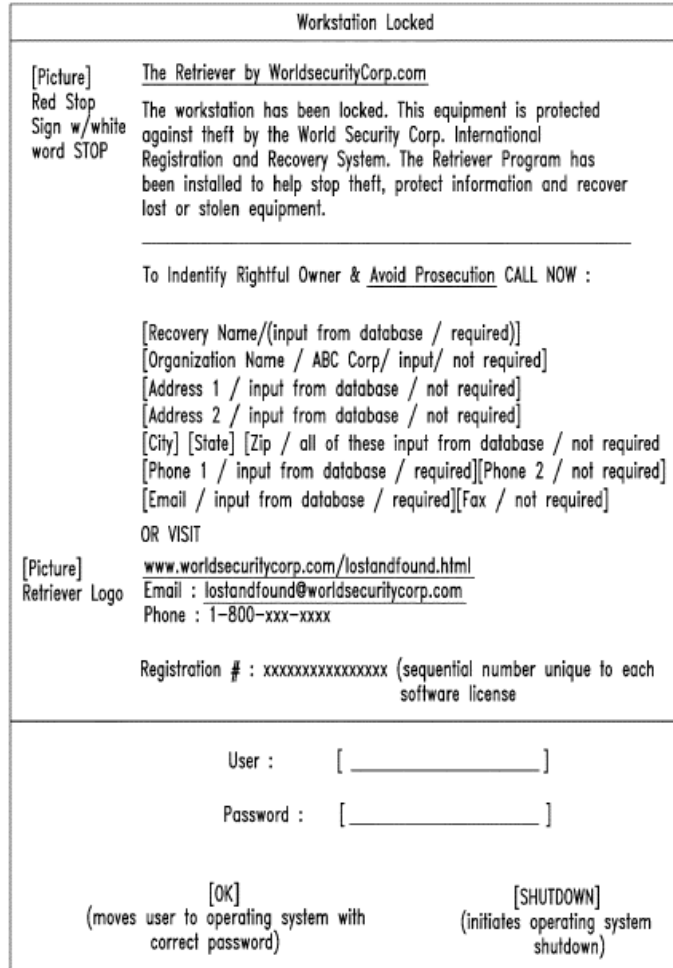 Workstation Locked
[Picture]
Red Stop
Sign w/white
word STOP
The Retriever by WorldsecurityCorp.com
The workstation has been locked. This equipment is protected
against theft by the World Security Corp. International
Registration and Recovery System. The Retriever Program has
been installed to help stop theft, protect information and recover
lost or stolen equipment.
To Indentify Rightful Owner & Avoid Prosecution CALL NOW :
[Recovery Name/(input from database / required)]
[Organization Name / ABC Corp/ input/ not required]
[Address 1 / input from database / not required]
[Address 2 / input from database / not required]
[City] [State] [Zip / all of these input from database / not required
[Phone 1 / input from database / required][Phone 2 / not required]
[Email / input from database / required][Fax / not required]
OR VISIT
[Picture]
Retriever Logo
www.worldsecuritycorp.com/lostandfound.html
Email : lostandfound@worldsecuritycorp.com
Phone : 1-800-xxx-xxxx
Registration # : xxxxxxxxxxxxxxxx (sequential number unique to each
software license
User : [ ____________________ ]
Password : [ ____________________ ]
[OK]
(moves user to operating system with
correct password)
[SHUTDOWN]
(initiates operating system
shutdown)